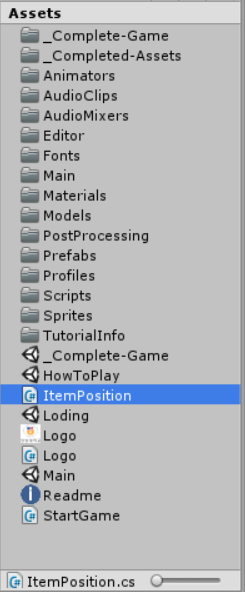 Assets
_Complete-Game
_Completed-Assets
Animators
AudioClips
AudioMixers
Editor
Fonts
Main
Materials
Models
PostProcessing
Prefabs
Profiles
Scripts
Sprites
TutorialInfo
_Complete-Game
HowToPlay
ItemPosition
Loding
Logo
Logo
Main
Readme
StartGame
ItemPosition.cs